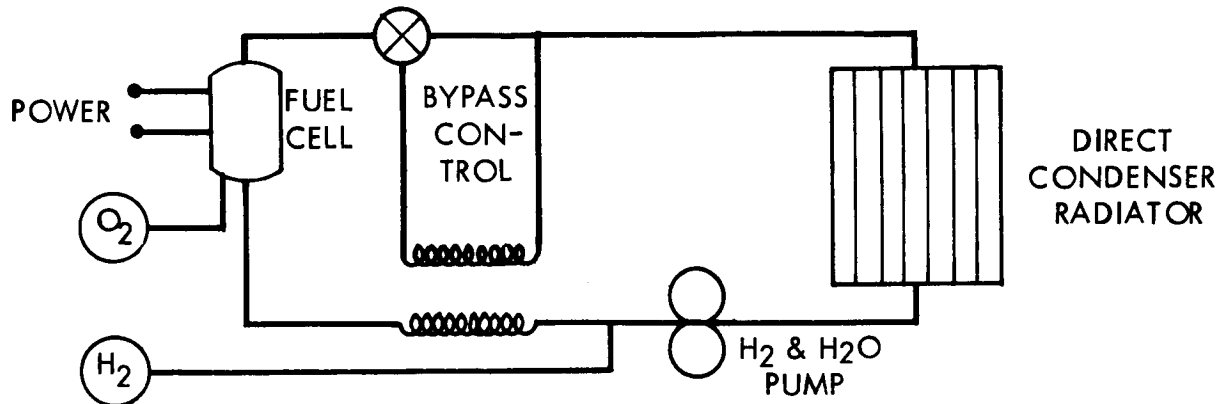 POWER
FUEL
CELL
BYPASS
CON-
TROL
DIRECT
CONDENSER
RADIATOR
O2
H2
H2 & H2O
PUMP